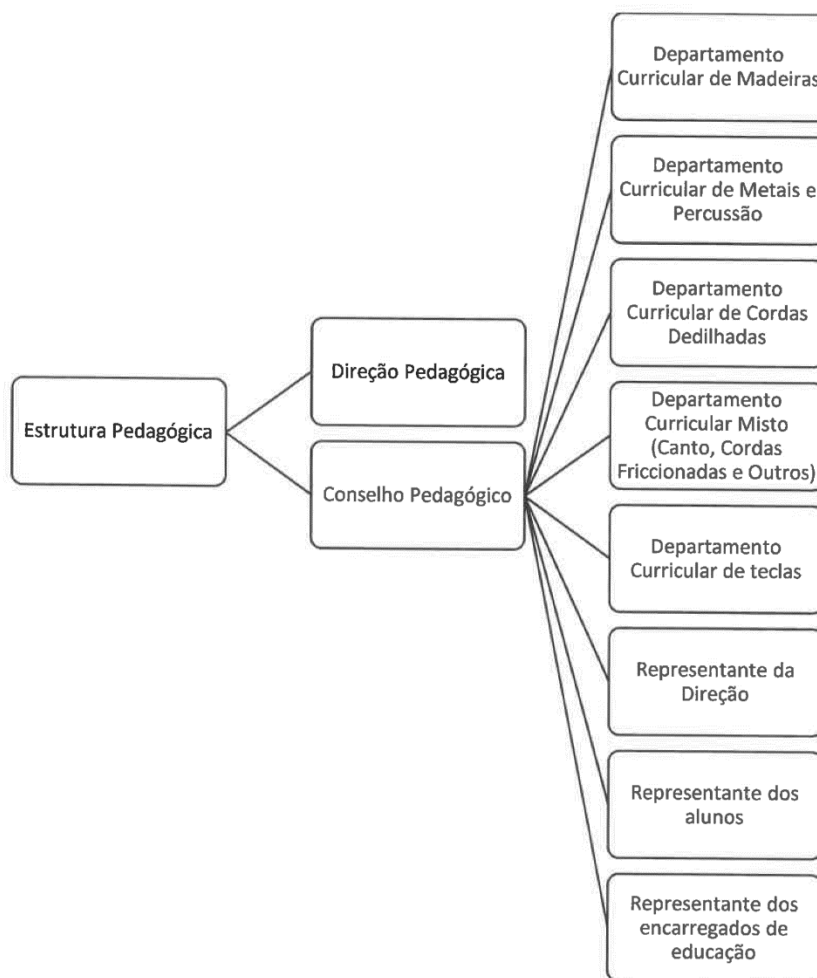 Estrutura Pedagógica
Direção Pedagógica
Conselho Pedagógico
Departamento
Curricular de Madeiras
Departamento
Curricular de Metais e
Percussão
Departamento
Curricular de Cordas
Dedilhadas
Departamento
Curricular Misto
(Canto, Cordas
Friccionadas e Outros)
Departamento
Curricular de teclas
Representante da
Direção
Representante dos
alunos
Representante dos
encarregados de
educação